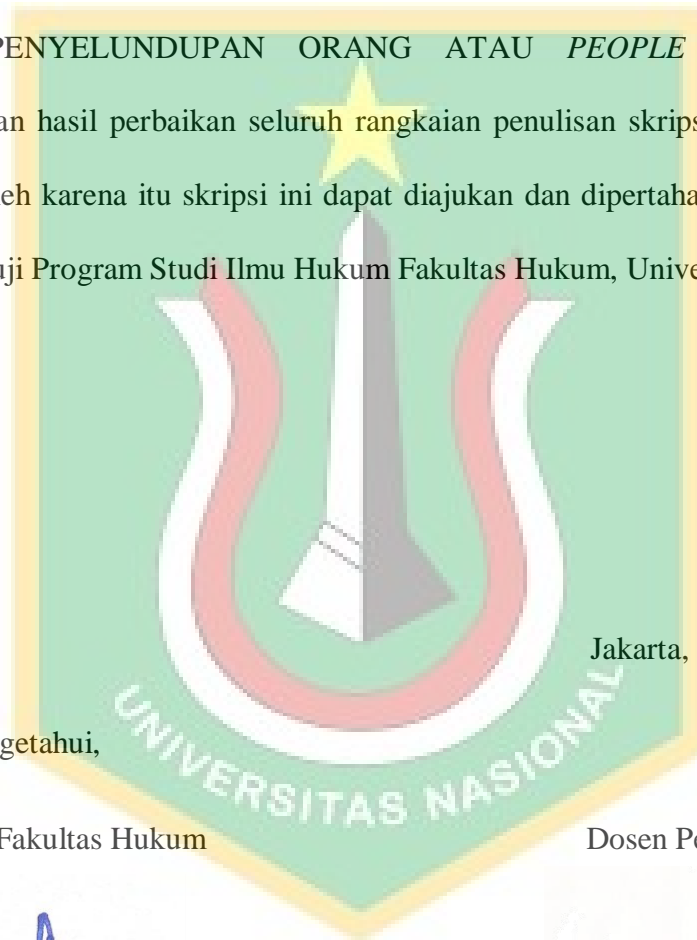 PENYELUNDUPAN ORANG ATAU PEOPLE
an hasil perbaikan seluruh rangkaian penulisan skrips
eh karena itu skripsi ini dapat diajukan dan dipertaha
uji Program Studi Ilmu Hukum Fakultas Hukum, Unive
Jakarta,
getahui,
UNIVERSITAS NASIONAL
Fakultas Hukum Dosen Pe